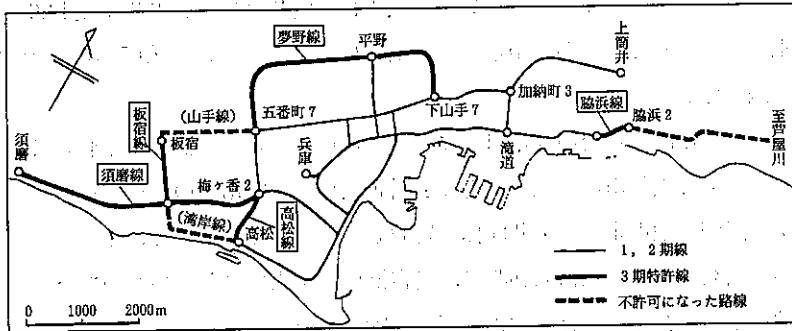 夢野線
平野
上筒井
加納町3
脇浜線
下山手7
脇浜2
至芦屋川
(山手線)
五番町7
板宿線
板宿
兵庫
滝道
須磨
須磨線
梅ヶ香2
(湾岸線)
高松線
高松
1，2期線
3期特許線
不許可になった路線
0 1000 2000m